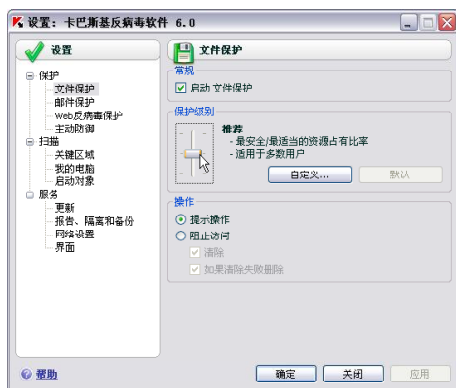 设置：卡巴斯基反病毒软件 6.0
设置
保护
文件保护
邮件保护
Web反病毒保护
主动防御
扫描
关键区域
我的电脑
启动对象
服务
更新
报告、隔离和备份
网络设置
界面
文件保护
常规
启动 文件保护
保护级别
推荐
- 最安全/最适当的资源占有比率
- 适用于多数用户
自定义...
默认
操作
提示操作
阻止访问
清除
如果清除失败删除
帮助
确定
关闭
应用